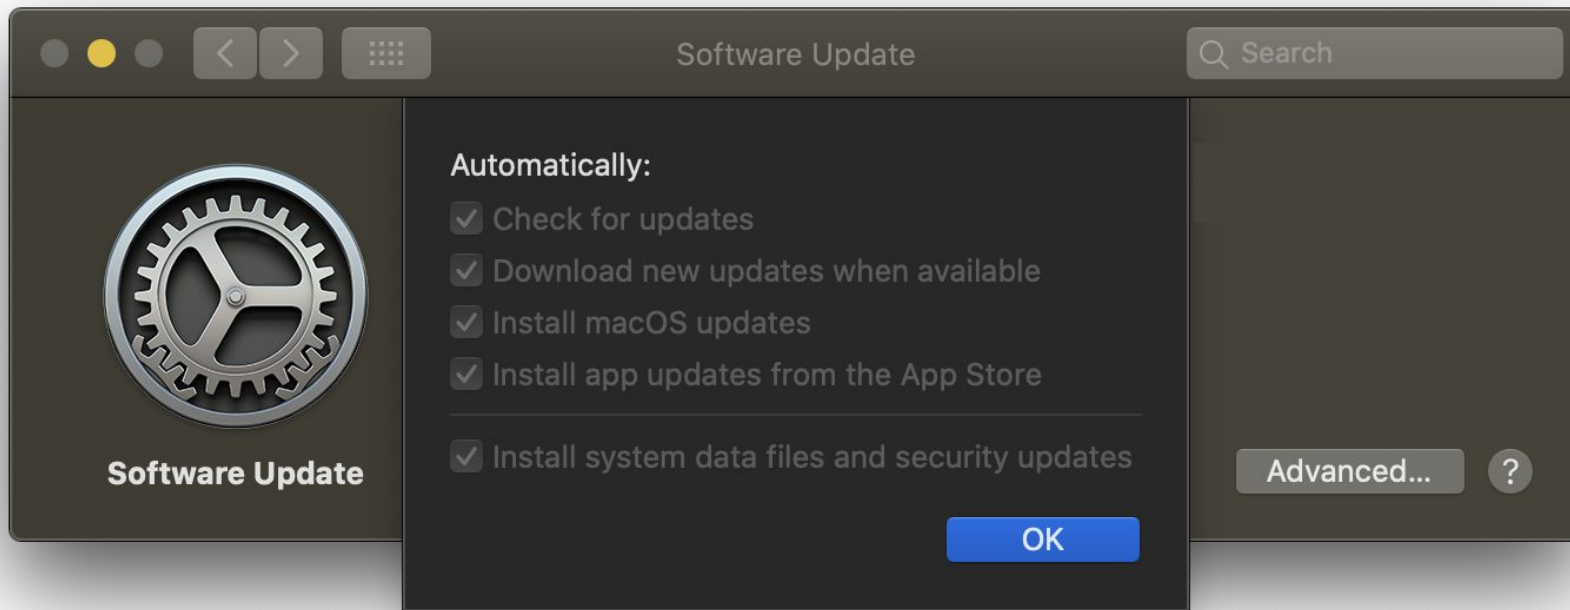 Software Update
Search
Automatically:
Check for updates
Download new updates when available
Install macOS updates
Install app updates from the App Store
Install system data files and security updates
Software Update
Advanced...
?
OK